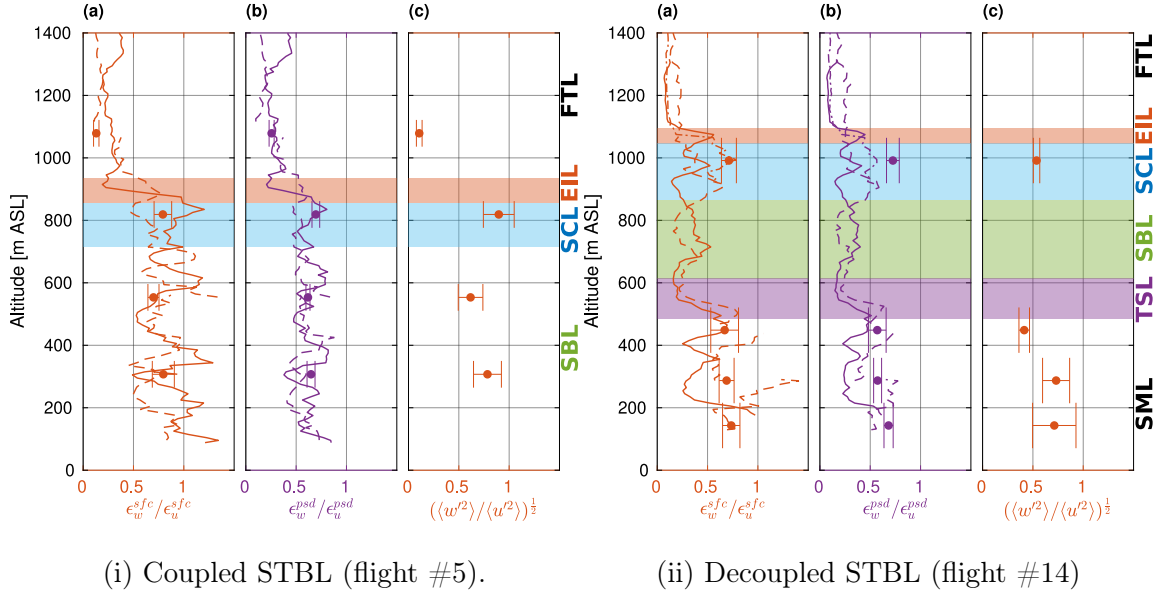 (a) (b) (c) (a) (b) (c)
1400 1400
1200 1200
1000 1000
800 800
600 600
400 400
200 200
0 0
Altitude [m ASL] Altitude [m ASL]
FTL EIL SCL SBL
FTL EIL SCL SBL TSL SML
0 0.5 1 0.5 1 0 0.5 1 0 0.5 1 0 0.5 1 0 0.5 1
ϵ_w^{sfc}/ϵ_u^{sfc} ϵ_w^{psd}/ϵ_u^{psd} (⟨w'²⟩/⟨u'²⟩)^{1/2} ϵ_w^{sfc}/ϵ_u^{sfc} ϵ_w^{psd}/ϵ_u^{psd} (⟨w'²⟩/⟨u'²⟩)^{1/2}
(i) Coupled STBL (flight #5). (ii) Decoupled STBL (flight #14)